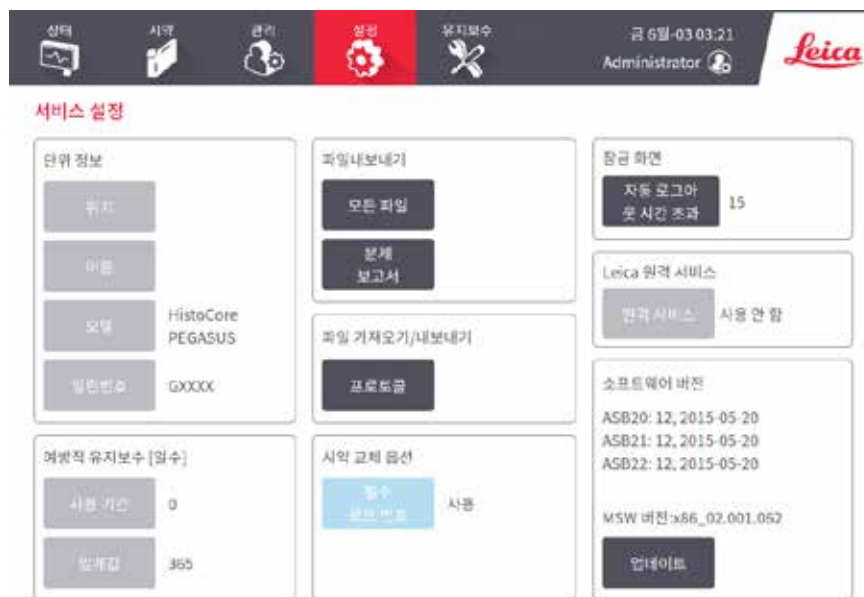 상태
시약
관리
설정
유지보수
금 6월-03 03:21
Administrator
Leica
서비스 설정
단위 정보
위치
이름
모델
HistoCore
PEGASUS
일련번호
GXXXX
예방적 유지보수 [일수]
사용 기간
0
임계값
365
파일내보내기
모든 파일
문제
보고서
파일 가져오기/내보내기
프로토콜
시약 교체 옵션
필수
로트 번호
사용
잠금 화면
자동 로그아
웃 시간 초과
15
Leica 원격 서비스
원격 서비스
사용 안 함
소프트웨어 버전
ASB20: 12, 2015-05-20
ASB21: 12, 2015-05-20
ASB22: 12, 2015-05-20
MSW 버전:x86_02.001.062
업데이트